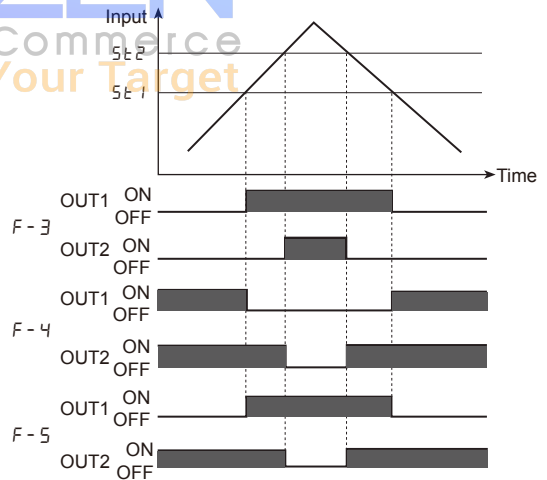 Commerce
Your Target
Input
St2
St1
Time
F-3
OUT1 ON
OFF
OUT2 ON
OFF
F-4
OUT1 ON
OFF
OUT2 ON
OFF
F-5
OUT1 ON
OFF
OUT2 ON
OFF